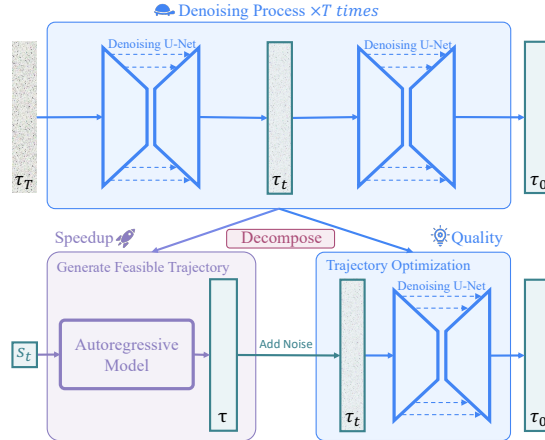 Denoising Process ×T times
Denoising U-Net
Denoising U-Net
τ_T
τ_t
τ_0
Speedup
Decompose
Quality
Generate Feasible Trajectory
Trajectory Optimization
Denoising U-Net
s_t
Autoregressive
Model
Add Noise
τ
τ_t
τ_0